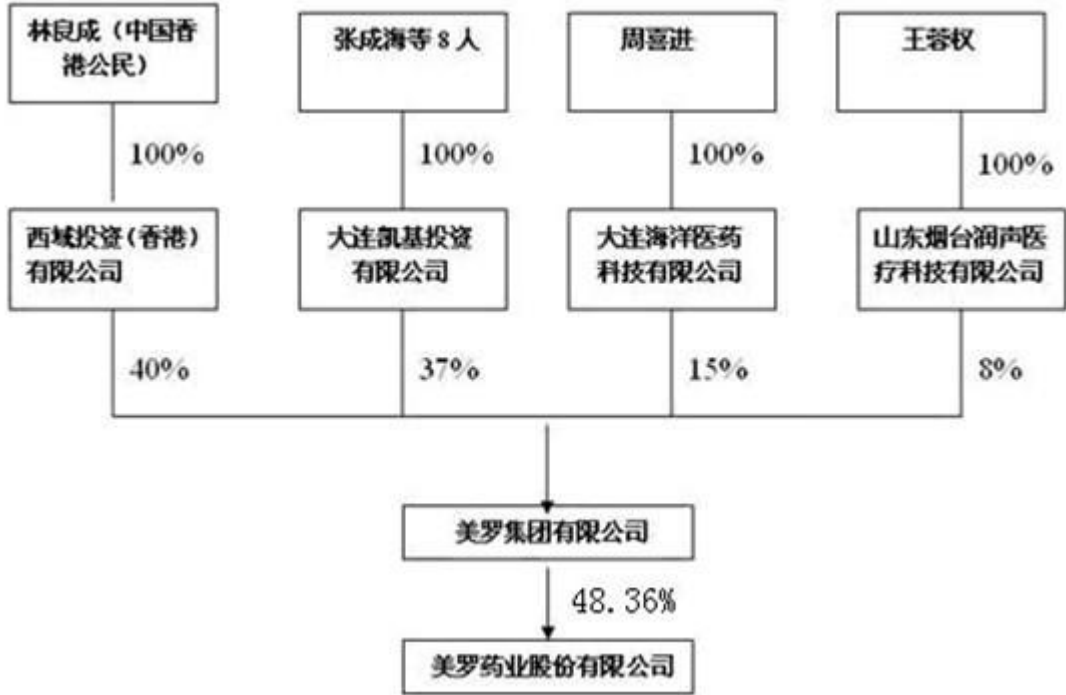 林良成（中国香
港公民）
张成海等8人
周喜进
王蓉权
100%
100%
100%
100%
西域投资（香港）
有限公司
大连凯基投资
有限公司
大连海洋医药
科技有限公司
山东烟台润声医
疗科技有限公司
40%
37%
15%
8%
美罗集团有限公司
48.36%
美罗药业股份有限公司